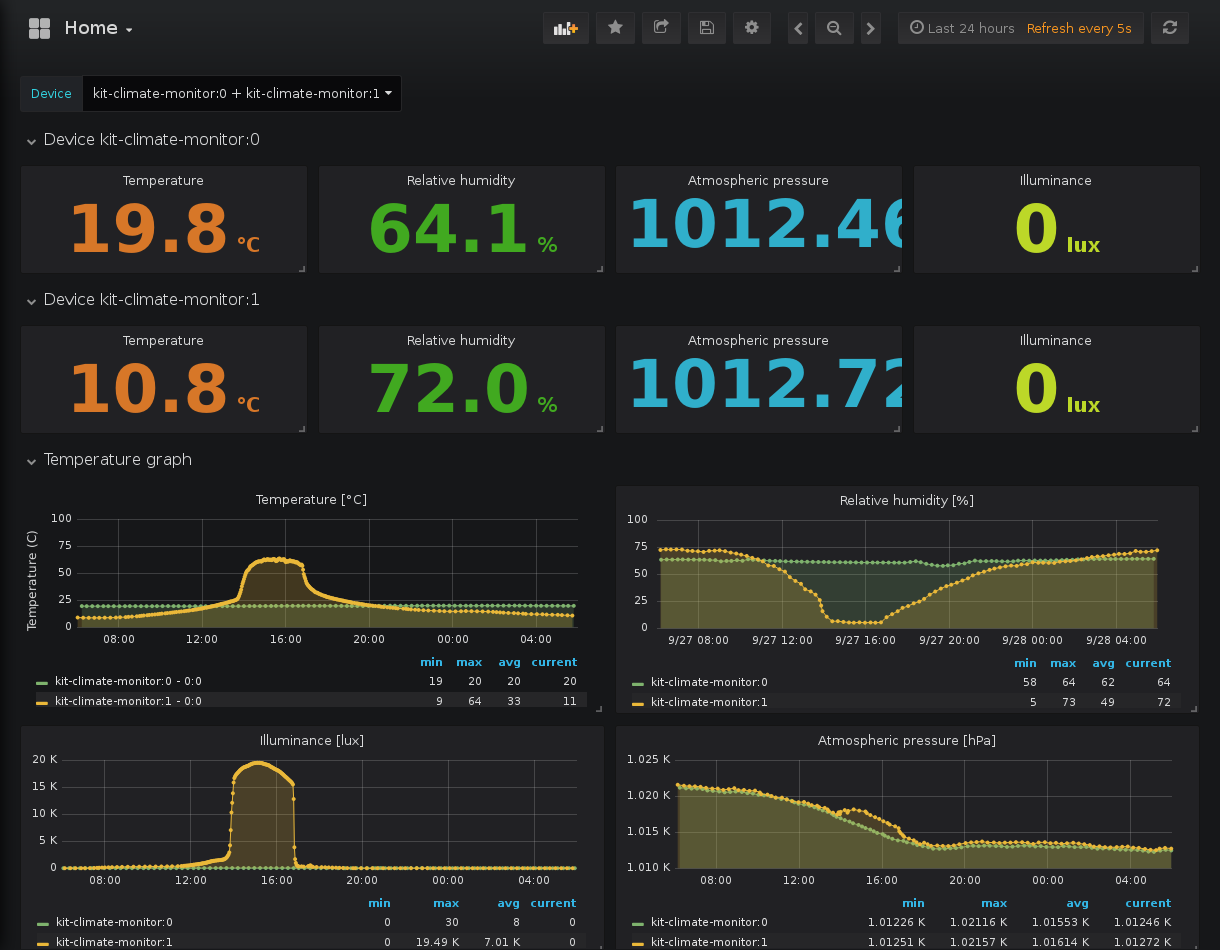 Home
Last 24 hours Refresh every 5s
Device kit-climate-monitor:0 + kit-climate-monitor:1
Device kit-climate-monitor:0
Temperature Relative humidity Atmospheric pressure Illuminance
19.8 °C 64.1 % 1012.46 0 lux
Device kit-climate-monitor:1
Temperature Relative humidity Atmospheric pressure Illuminance
10.8 °C 72.0 % 1012.72 0 lux
Temperature graph
Temperature [°C]
Temperature (C)
100
75
50
25
0
08:00 12:00 16:00 20:00 00:00 04:00
min max avg current
kit-climate-monitor:0 - 0:0 19 20 20 20
kit-climate-monitor:1 - 0:0 9 64 33 11
Relative humidity [%]
100
75
50
25
0
9/27 08:00 9/27 12:00 9/27 16:00 9/27 20:00 9/28 00:00 9/28 04:00
min max avg current
kit-climate-monitor:0 58 64 62 64
kit-climate-monitor:1 5 73 49 72
Illuminance [lux]
20 K
15 K
10 K
5 K
0
08:00 12:00 16:00 20:00 00:00 04:00
min max avg current
kit-climate-monitor:0 0 30 8 0
kit-climate-monitor:1 0 19.49 K 7.01 K 0
Atmospheric pressure [hPa]
1.025 K
1.020 K
1.015 K
1.010 K
08:00 12:00 16:00 20:00 00:00 04:00
min max avg current
kit-climate-monitor:0 1.01226 K 1.02116 K 1.01553 K 1.01246 K
kit-climate-monitor:1 1.01251 K 1.02157 K 1.01614 K 1.01272 K